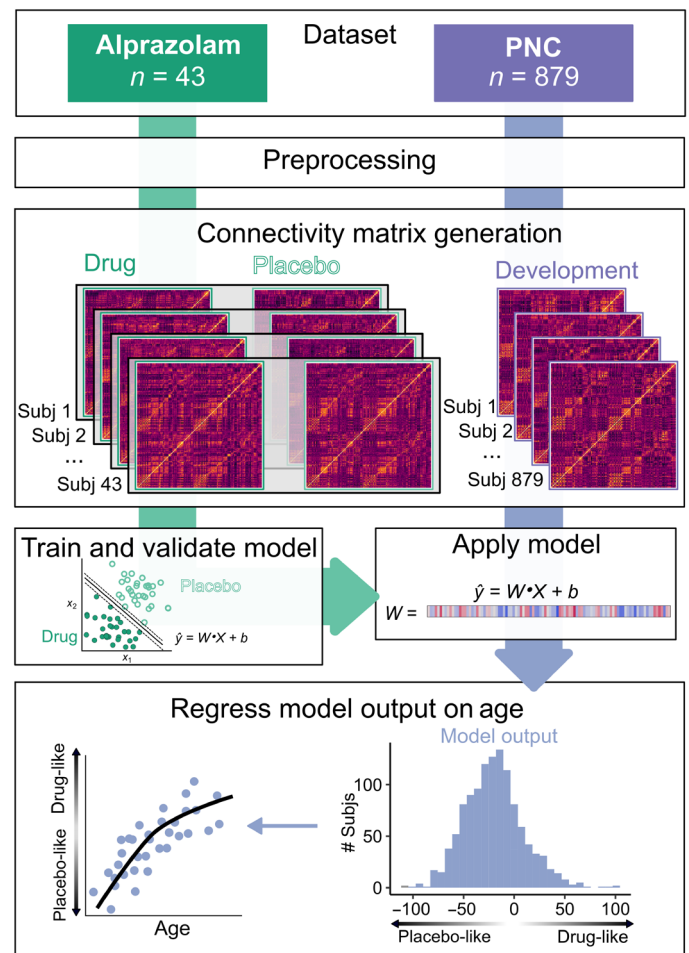 Dataset
Alprazolam
n = 43
PNC
n = 879
Preprocessing
Connectivity matrix generation
Drug
Placebo
Development
Subj 1
Subj 2
...
Subj 43
Subj 1
Subj 2
...
Subj 879
Train and validate model
Placebo
x2
Drug
ŷ = W•X + b
x1
Apply model
ŷ = W•X + b
W =
Regress model output on age
Drug-like
Placebo-like
Age
Model output
# Subjs
100
50
0
−100
−50
0
50
100
Placebo-like
Drug-like